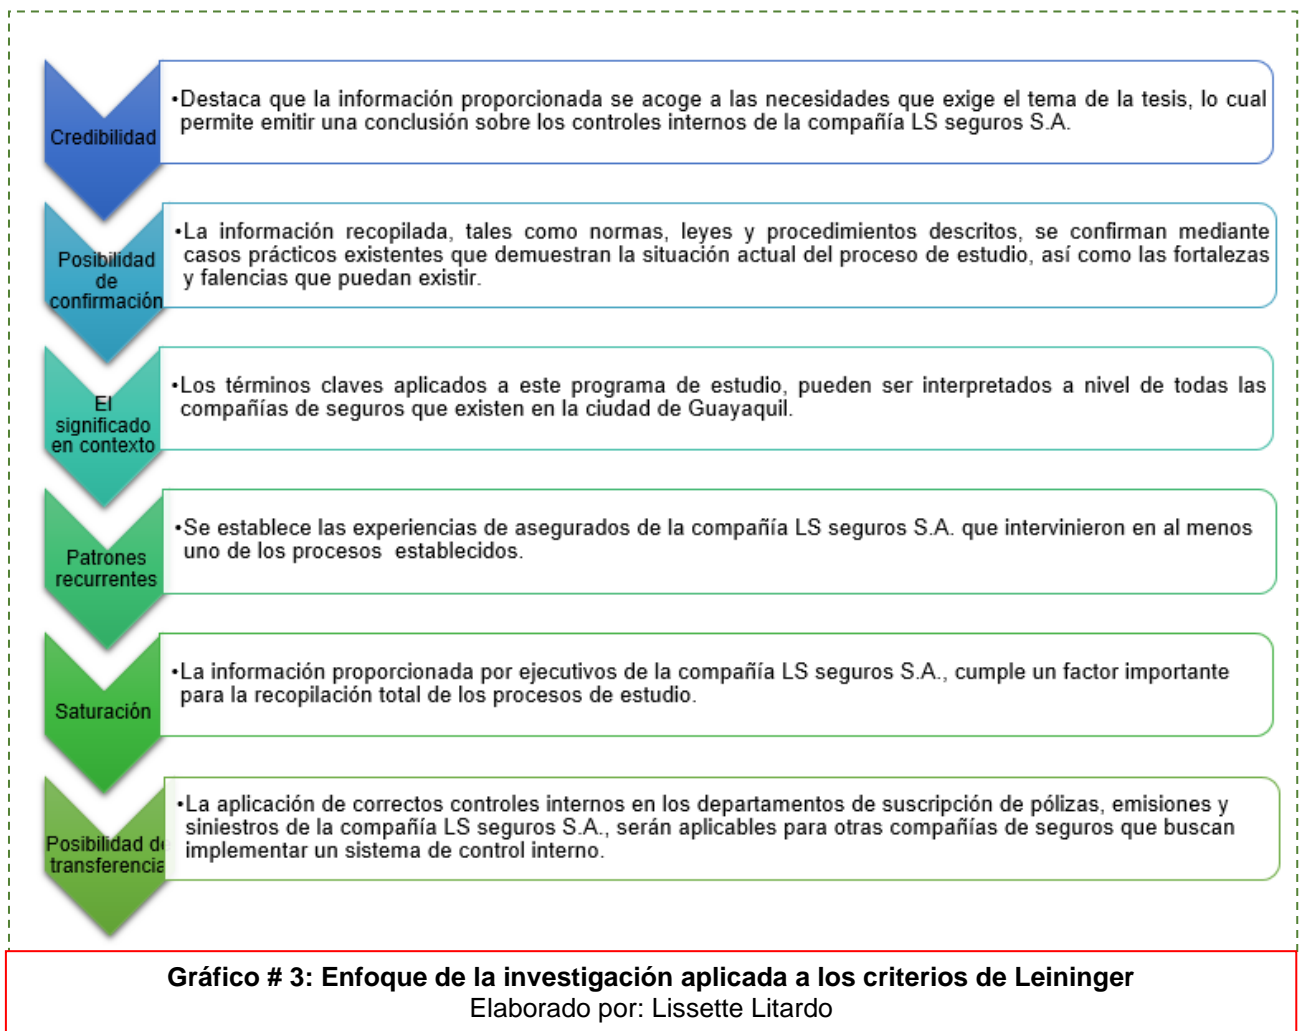 Credibilidad
•Destaca que la información proporcionada se acoge a las necesidades que exige el tema de la tesis, lo cual
permite emitir una conclusión sobre los controles internos de la compañía LS seguros S.A.
Posibilidad
de
confirmación
•La información recopilada, tales como normas, leyes y procedimientos descritos, se confirman mediante
casos prácticos existentes que demuestran la situación actual del proceso de estudio, así como las fortalezas
y falencias que puedan existir.
El
significado
en contexto
•Los términos claves aplicados a este programa de estudio, pueden ser interpretados a nivel de todas las
compañías de seguros que existen en la ciudad de Guayaquil.
Patrones
recurrentes
•Se establece las experiencias de asegurados de la compañía LS seguros S.A. que intervinieron en al menos
uno de los procesos establecidos.
Saturación
•La información proporcionada por ejecutivos de la compañía LS seguros S.A., cumple un factor importante
para la recopilación total de los procesos de estudio.
Posibilidad de
transferencia
•La aplicación de correctos controles internos en los departamentos de suscripción de pólizas, emisiones y
siniestros de la compañía LS seguros S.A., serán aplicables para otras compañías de seguros que buscan
implementar un sistema de control interno.
Gráfico # 3: Enfoque de la investigación aplicada a los criterios de Leininger
Elaborado por: Lissette Litardo